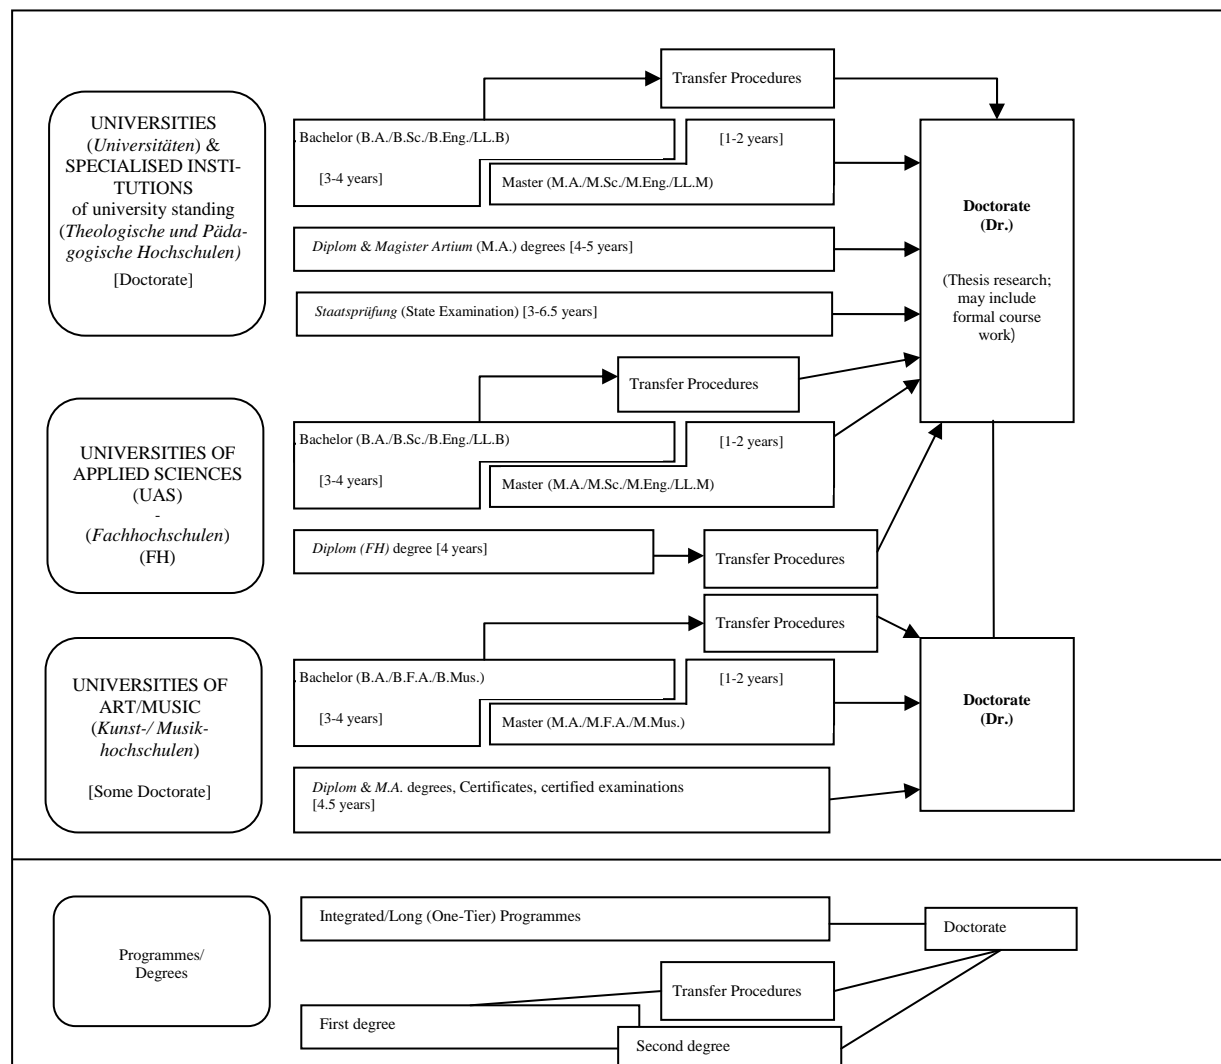 Transfer Procedures
UNIVERSITIES
(Universitäten) &
SPECIALISED INSTI-
TUTIONS
of university standing
(Theologische und Päda-
gogische Hochschulen)
[Doctorate]
. Bachelor (B.A./B.Sc./B.Eng./LL.B)
[1-2 years]
[3-4 years]
Master (M.A./M.Sc./M.Eng./LL.M)
Diplom & Magister Artium (M.A.) degrees [4-5 years]
Staatsprüfung (State Examination) [3-6.5 years]
Doctorate
(Dr.)
(Thesis research;
may include
formal course
work)
Transfer Procedures
UNIVERSITIES OF
APPLIED SCIENCES
(UAS)
-
(Fachhochschulen)
(FH)
. Bachelor (B.A./B.Sc./B.Eng./LL.B)
[1-2 years]
[3-4 years]
Master (M.A./M.Sc./M.Eng./LL.M)
Diplom (FH) degree [4 years]
Transfer Procedures
Transfer Procedures
UNIVERSITIES OF
ART/MUSIC
(Kunst-/ Musik-
hochschulen)
[Some Doctorate]
. Bachelor (B.A./B.F.A./B.Mus.)
[1-2 years]
[3-4 years]
Master (M.A./M.F.A./M.Mus.)
Diplom & M.A. degrees, Certificates, certified examinations
[4.5 years]
Doctorate
(Dr.)
Programmes/
Degrees
Integrated/Long (One-Tier) Programmes
Doctorate
Transfer Procedures
First degree
Second degree